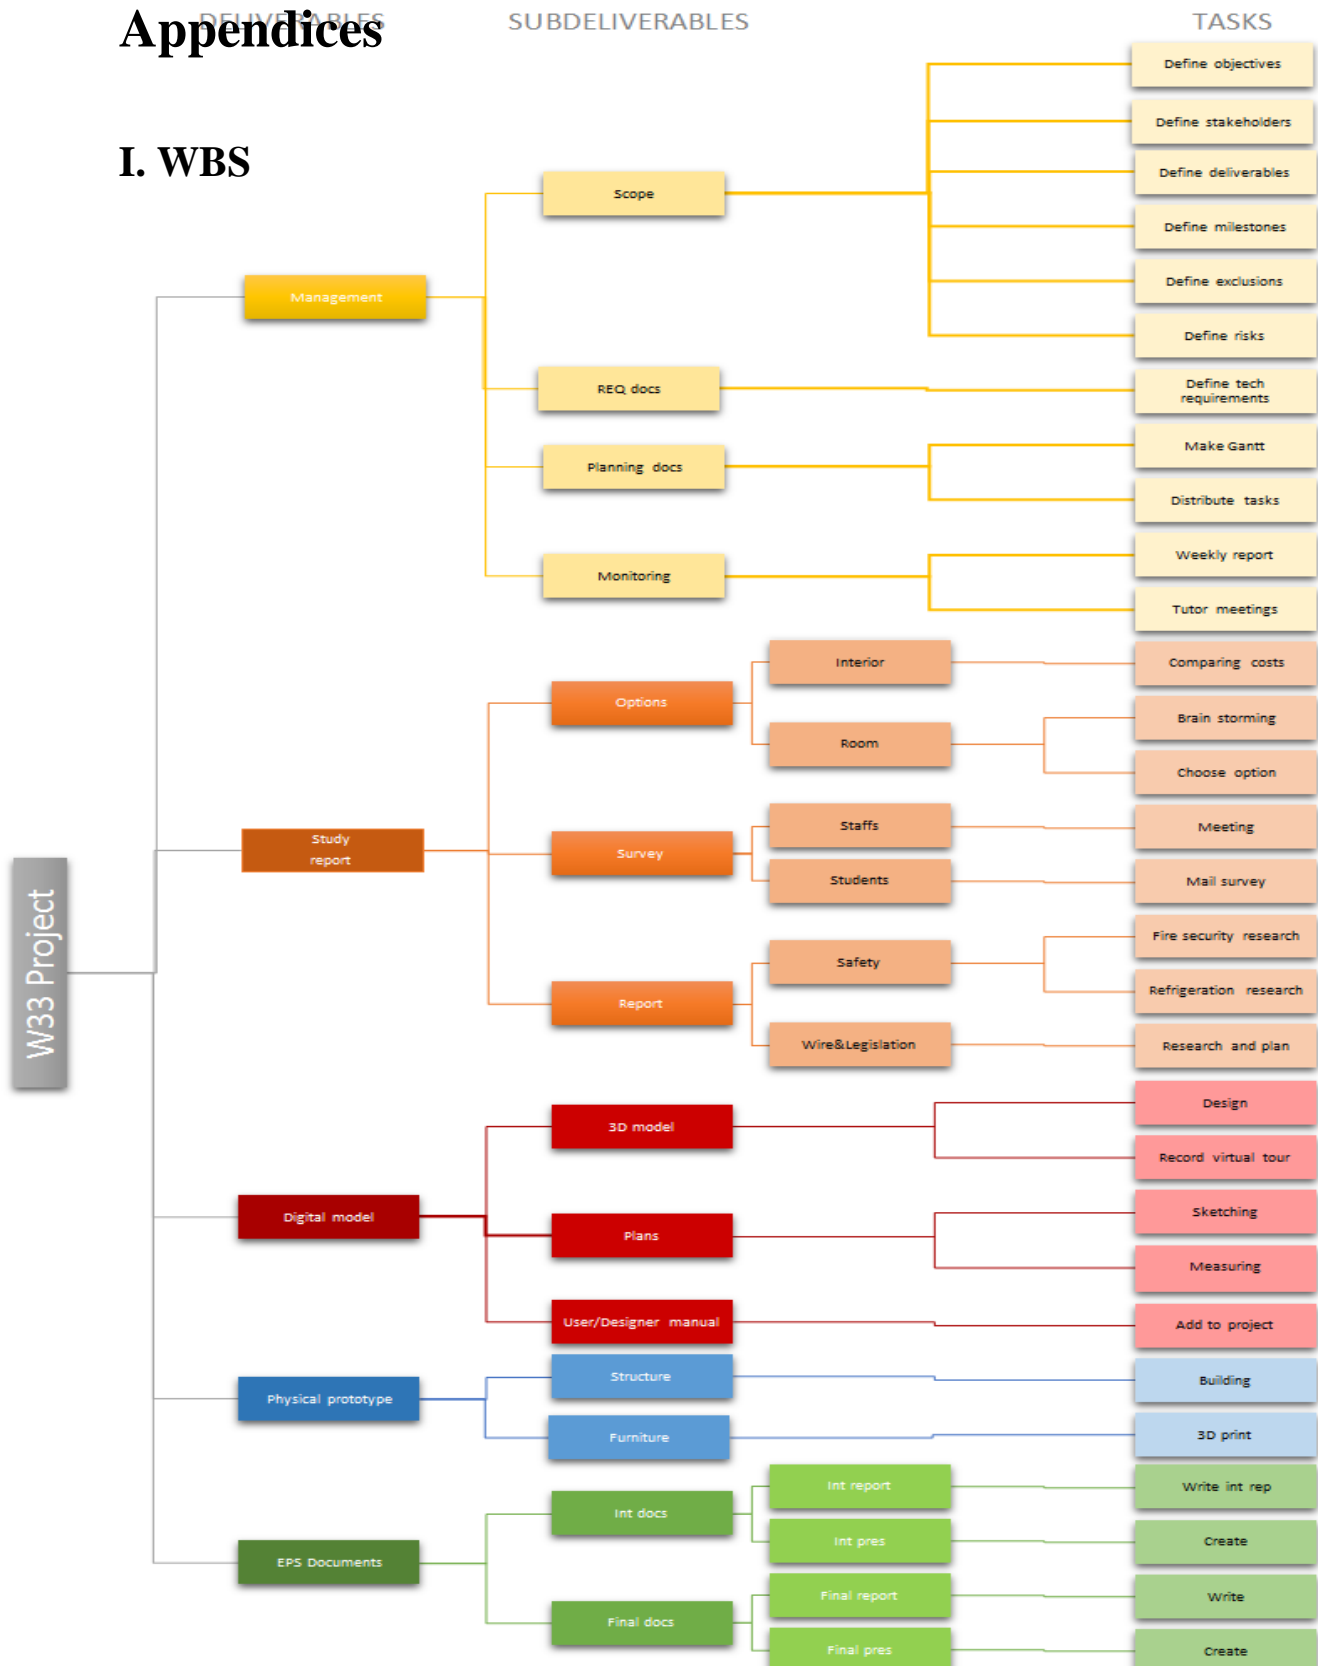 DELIVERABLES
SUBDELIVERABLES
TASKS
Appendices
I. WBS
W33 Project
Management
Scope
Define objectives
Define stakeholders
Define deliverables
Define milestones
Define exclusions
Define risks
REQ docs
Define tech
requirements
Planning docs
Make Gantt
Distribute tasks
Monitoring
Weekly report
Tutor meetings
Study
report
Options
Interior
Comparing costs
Room
Brain storming
Choose option
Survey
Staffs
Meeting
Students
Mail survey
Report
Safety
Fire security research
Refrigeration research
Wire&Legislation
Research and plan
Digital model
3D model
Design
Record virtual tour
Plans
Sketching
Measuring
User/Designer manual
Add to project
Physical prototype
Structure
Building
Furniture
3D print
EPS Documents
Int docs
Int report
Write int rep
Int pres
Create
Final docs
Final report
Write
Final pres
Create